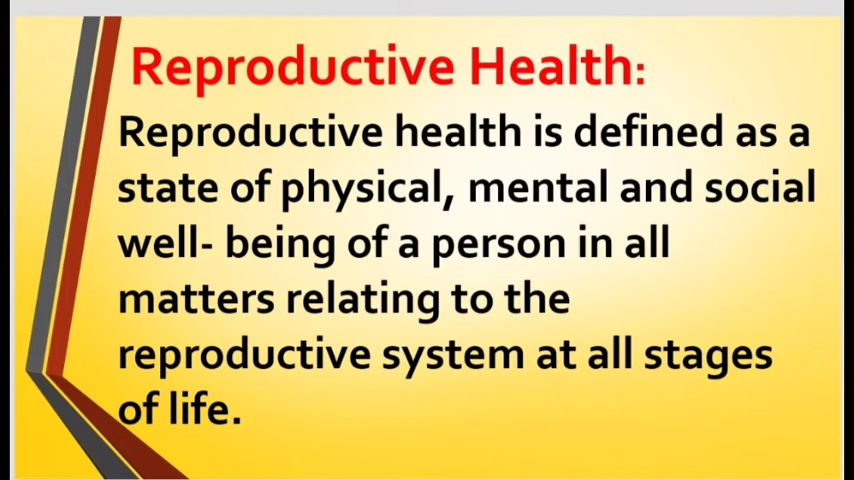 Reproductive Health:
Reproductive health is defined as a
state of physical, mental and social
well- being of a person in all
matters relating to the
reproductive system at all stages
of life.